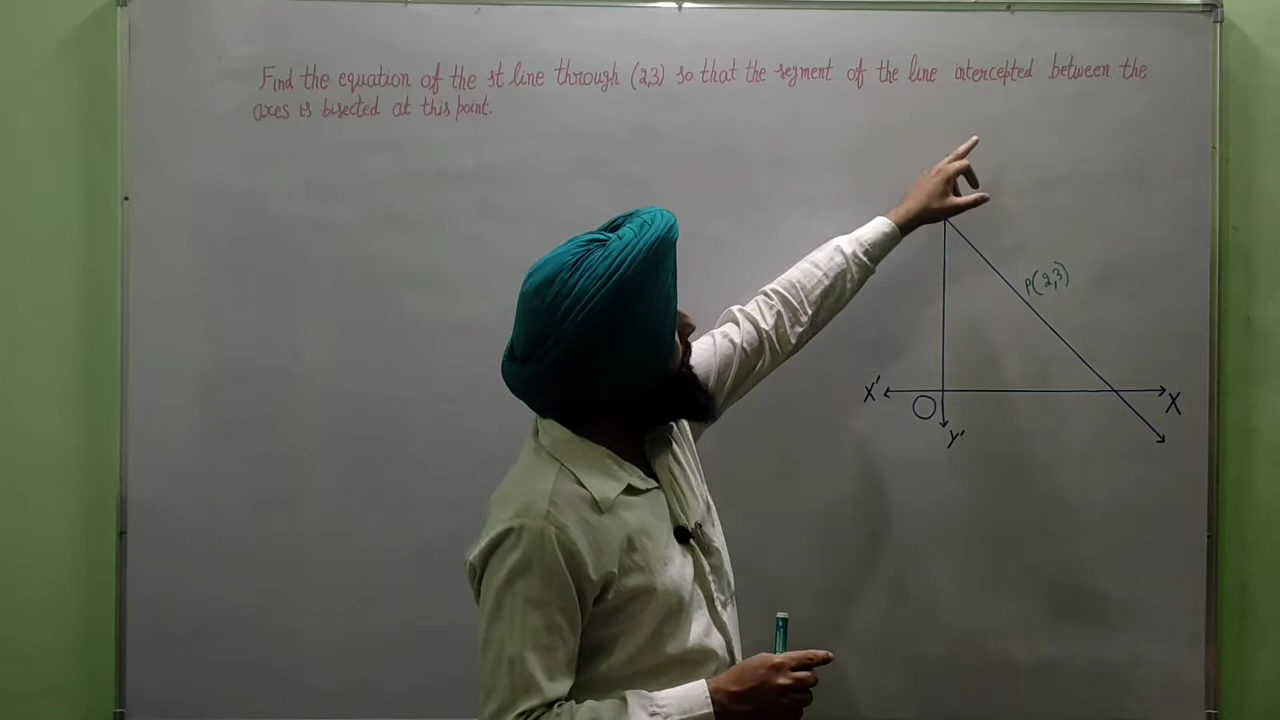 Find the equation of the st line through (2,3) so that the segment of the line intercepted between the
axes is bisected at this point.
P(2,3)
X'
O
X
Y'